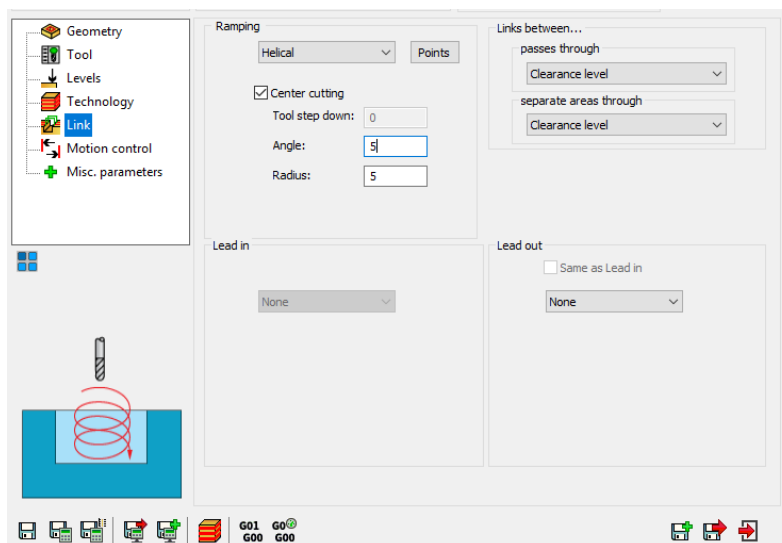 Geometry
Tool
Levels
Technology
Link
Motion control
Misc. parameters
Ramping
Helical
Points
Center cutting
Tool step down: 0
Angle: 5
Radius: 5
Links between...
passes through
Clearance level
separate areas through
Clearance level
Lead in
None
Lead out
Same as Lead in
None
G01 G0
G00 G00